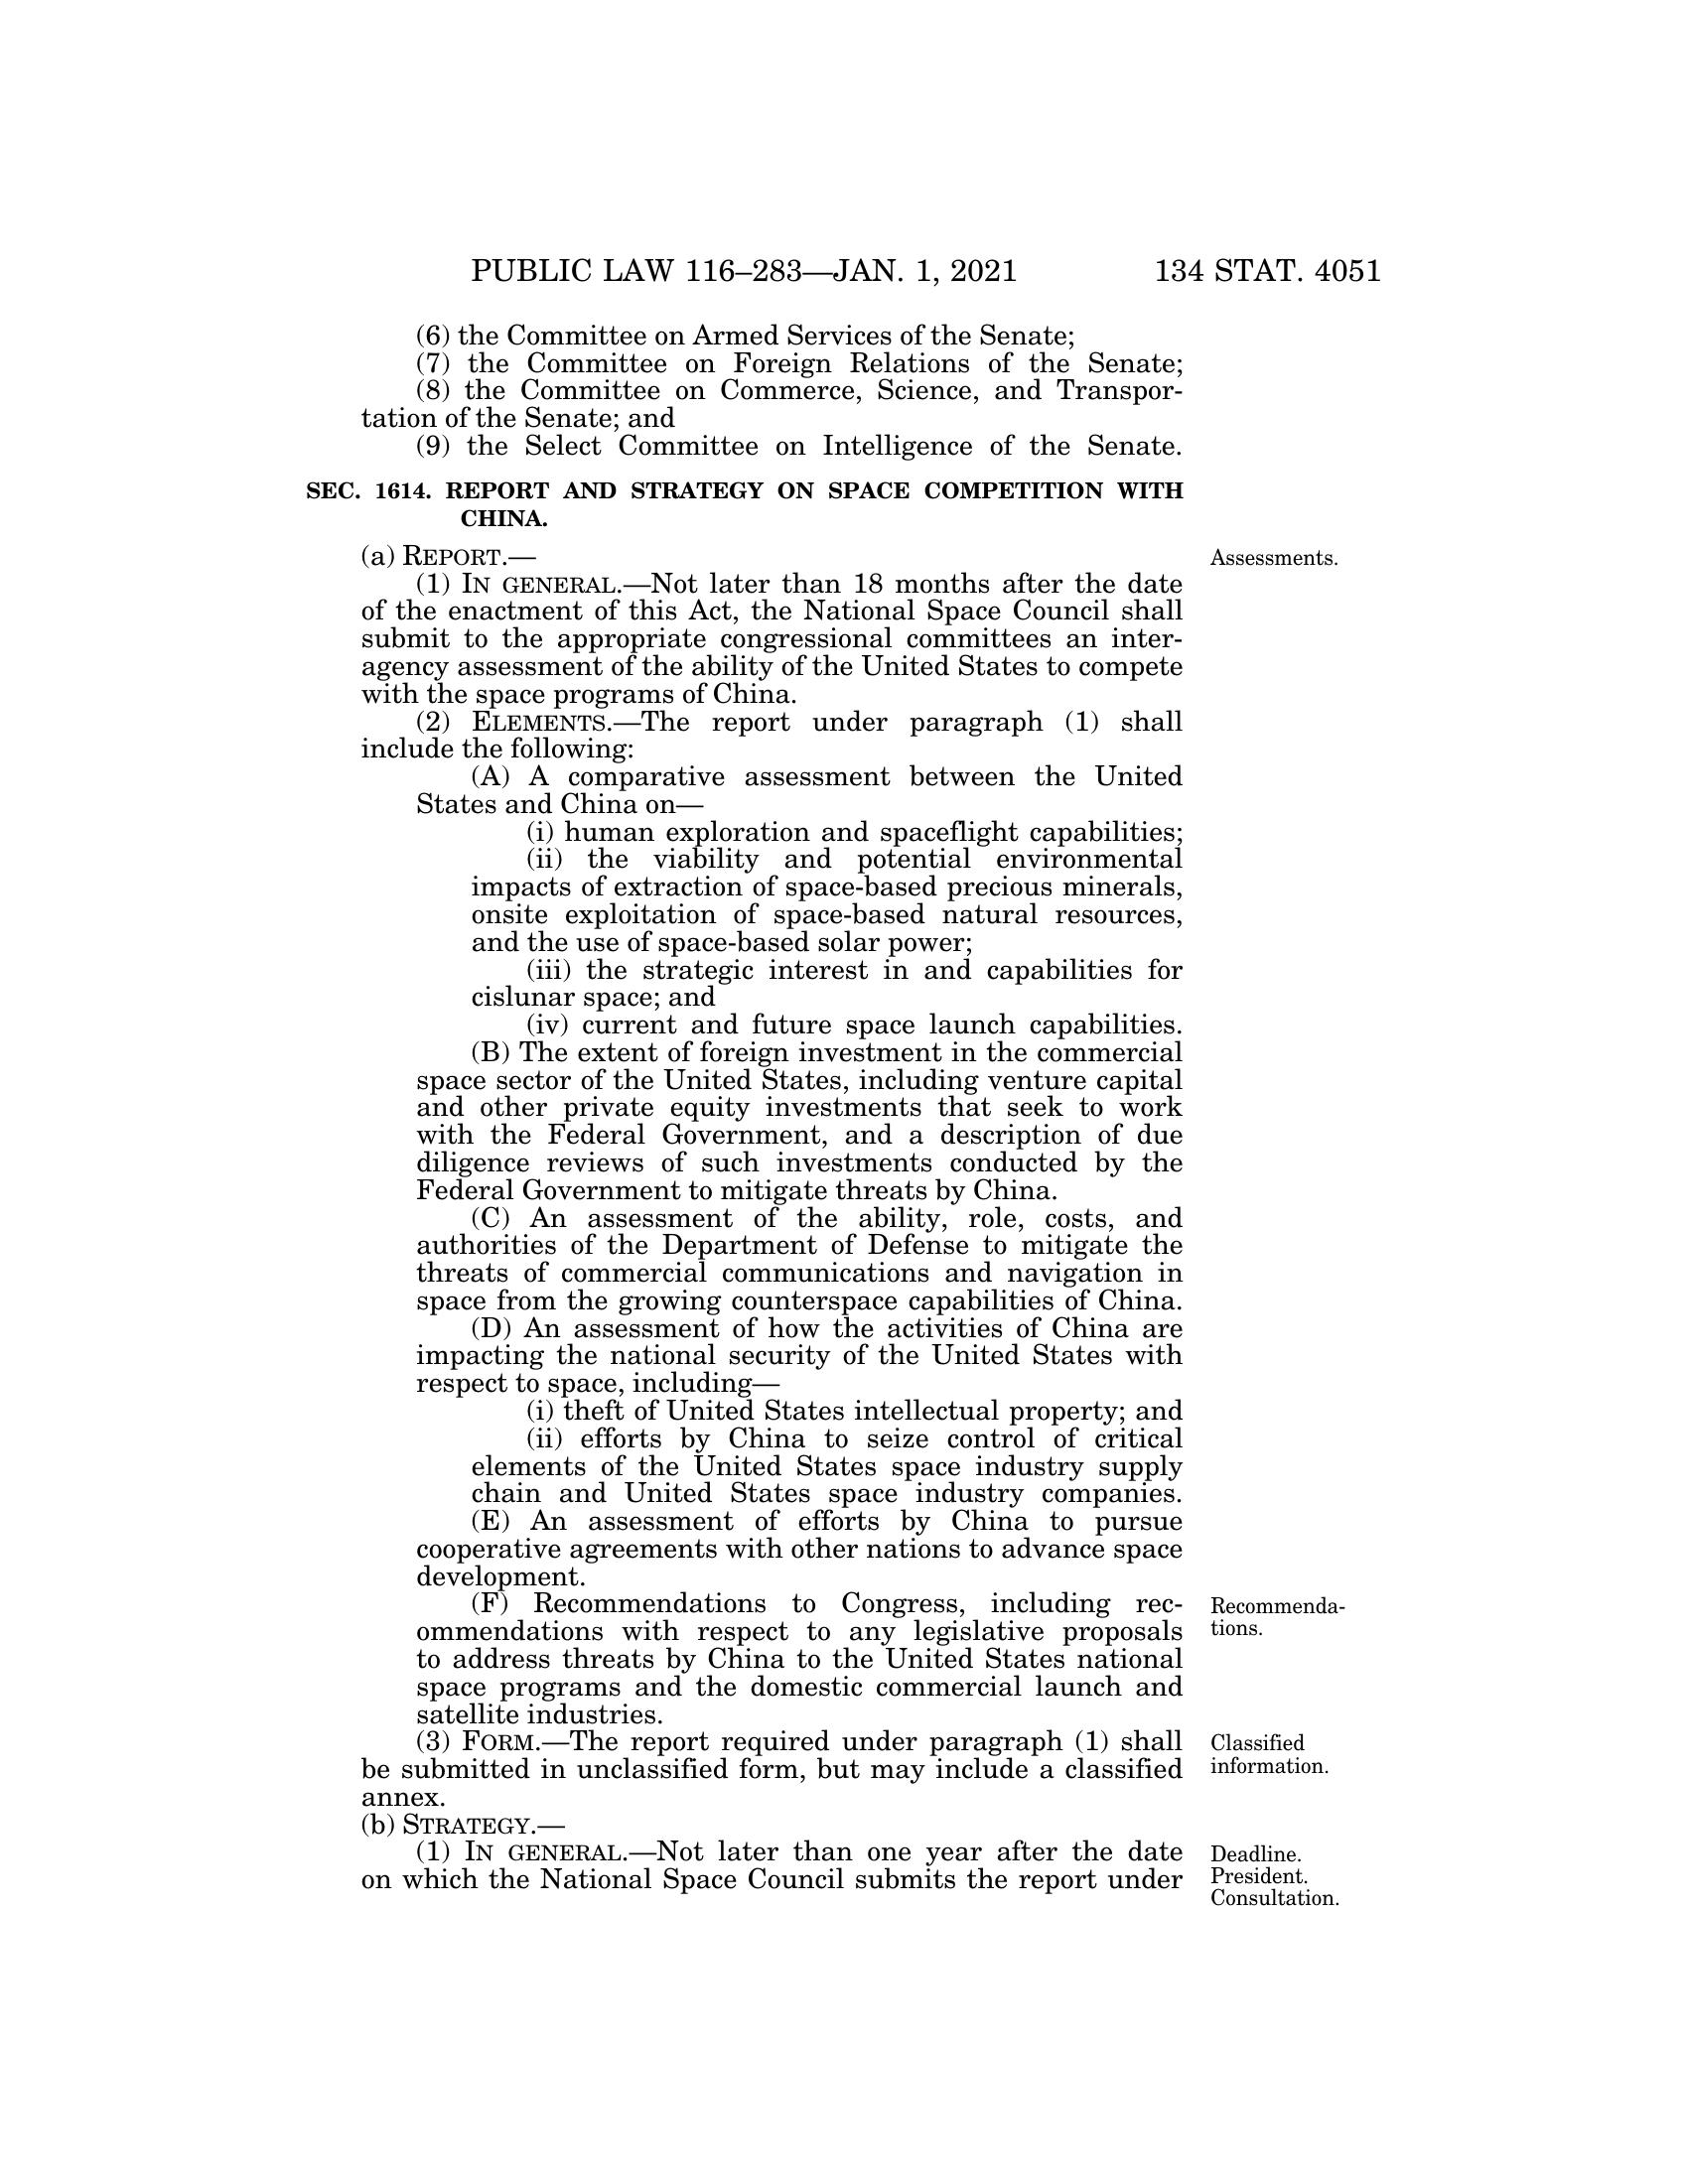 PUBLIC LAW 116–283—JAN. 1, 2021 134 STAT. 4051
(6) the Committee on Armed Services of the Senate;
(7) the Committee on Foreign Relations of the Senate;
(8) the Committee on Commerce, Science, and Transpor-
tation of the Senate; and
(9) the Select Committee on Intelligence of the Senate.
SEC. 1614. REPORT AND STRATEGY ON SPACE COMPETITION WITH
CHINA.
(a) REPORT.—
Assessments.
(1) IN GENERAL.—Not later than 18 months after the date
of the enactment of this Act, the National Space Council shall
submit to the appropriate congressional committees an inter-
agency assessment of the ability of the United States to compete
with the space programs of China.
(2) ELEMENTS.—The report under paragraph (1) shall
include the following:
(A) A comparative assessment between the United
States and China on—
(i) human exploration and spaceflight capabilities;
(ii) the viability and potential environmental
impacts of extraction of space-based precious minerals,
onsite exploitation of space-based natural resources,
and the use of space-based solar power;
(iii) the strategic interest in and capabilities for
cislunar space; and
(iv) current and future space launch capabilities.
(B) The extent of foreign investment in the commercial
space sector of the United States, including venture capital
and other private equity investments that seek to work
with the Federal Government, and a description of due
diligence reviews of such investments conducted by the
Federal Government to mitigate threats by China.
(C) An assessment of the ability, role, costs, and
authorities of the Department of Defense to mitigate the
threats of commercial communications and navigation in
space from the growing counterspace capabilities of China.
(D) An assessment of how the activities of China are
impacting the national security of the United States with
respect to space, including—
(i) theft of United States intellectual property; and
(ii) efforts by China to seize control of critical
elements of the United States space industry supply
chain and United States space industry companies.
(E) An assessment of efforts by China to pursue
cooperative agreements with other nations to advance space
development.
(F) Recommendations to Congress, including rec-
ommendations with respect to any legislative proposals
to address threats by China to the United States national
space programs and the domestic commercial launch and
satellite industries.
Recommenda-
tions.
(3) FORM.—The report required under paragraph (1) shall
be submitted in unclassified form, but may include a classified
annex.
Classified
information.
(b) STRATEGY.—
(1) IN GENERAL.—Not later than one year after the date
on which the National Space Council submits the report under
Deadline.
President.
Consultation.